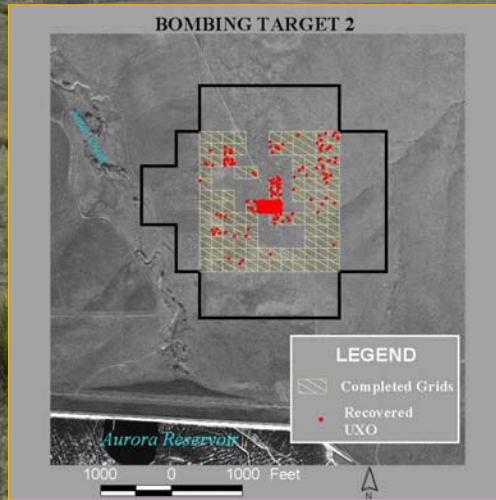 BOMBING TARGET 2
LEGEND
Completed Grids
Recovered
UXO
Aurora Reservoir
1000 0 1000 Feet
N